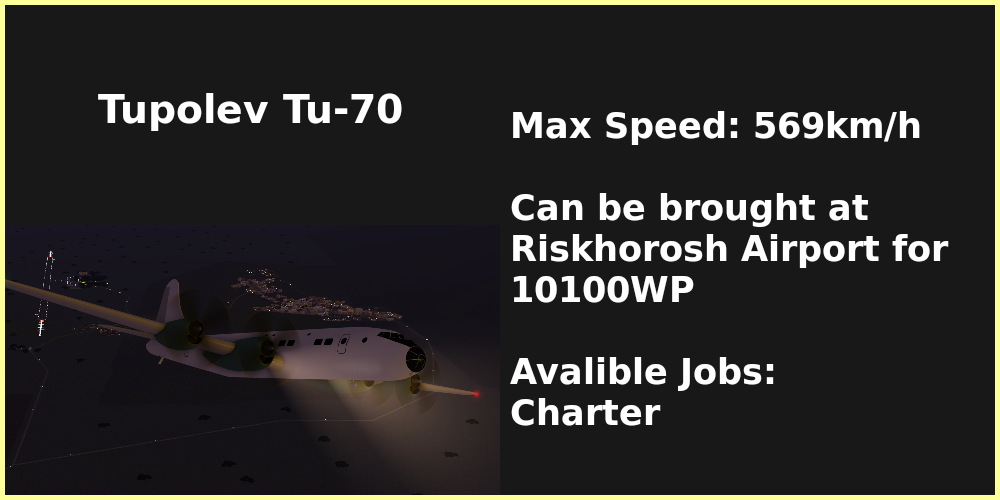 Tupolev Tu-70
Max Speed: 569km/h
Can be brought at
Riskhorosh Airport for
10100WP
Avalible Jobs:
Charter